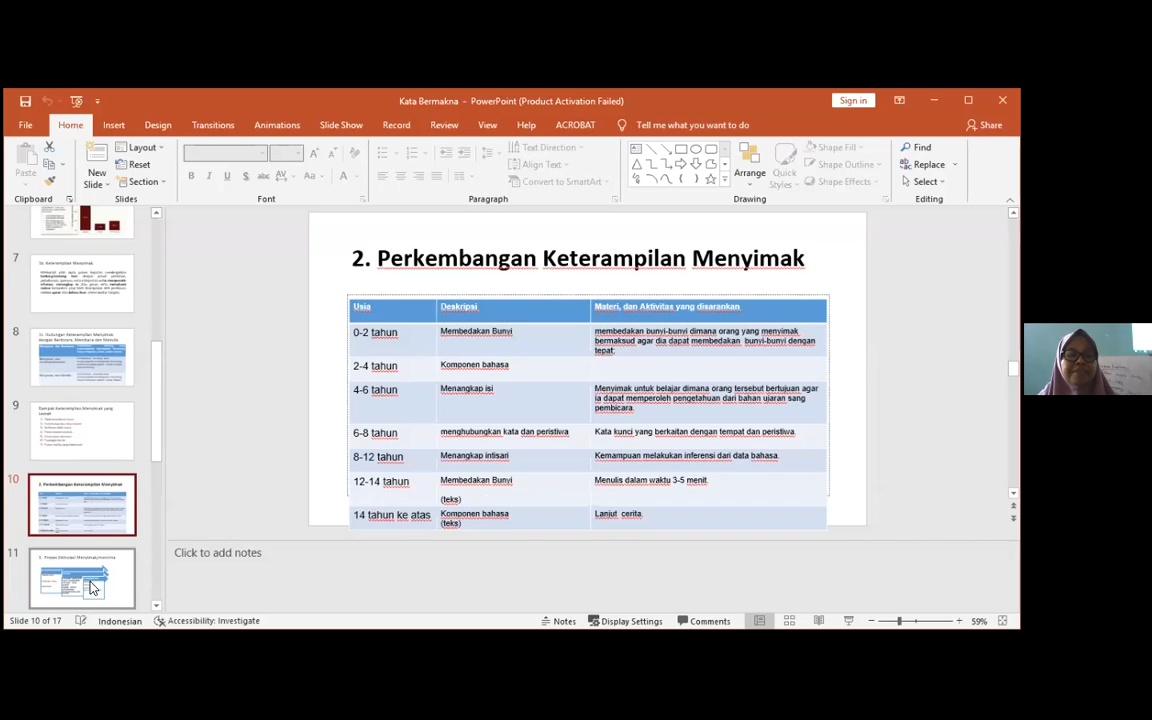 Kata Bermakna - PowerPoint (Product Activation Failed)
Sign in
File Home Insert Design Transitions Animations Slide Show Record Review View Help ACROBAT Tell me what you want to do Share
Paste
New Slide
Layout
Reset
Section
Text Direction
Align Text
Convert to SmartArt
Arrange
Quick Styles
Shape Fill
Shape Outline
Shape Effects
Find
Replace
Select
Clipboard Slides Font Paragraph Drawing Editing
7
8
9
10
11
2. Perkembangan Keterampilan Menyimak
Usia Deskripsi Materi, dan Aktivitas yang disarankan
0-2 tahun Membedakan Bunyi membedakan bunyi-bunyi dimana orang yang menyimak
bermaksud agar dia dapat membedakan bunyi-bunyi dengan
tepat;
2-4 tahun Komponen bahasa
4-6 tahun Menangkap isi Menyimak untuk belajar dimana orang tersebut bertujuan agar
ia dapat memperoleh pengetahuan dari bahan ujaran sang
pembicara.
6-8 tahun menghubungkan kata dan peristiwa Kata kunci yang berkaitan dengan tempat dan peristiwa.
8-12 tahun Menangkap intisari Kemampuan melakukan inferensi dari data bahasa.
12-14 tahun Membedakan Bunyi Menulis dalam waktu 3-5 menit.
(teks)
14 tahun ke atas Komponen bahasa Lanjut cerita.
(teks)
Click to add notes
Slide 10 of 17 Indonesian Accessibility: Investigate Notes Display Settings Comments 59%